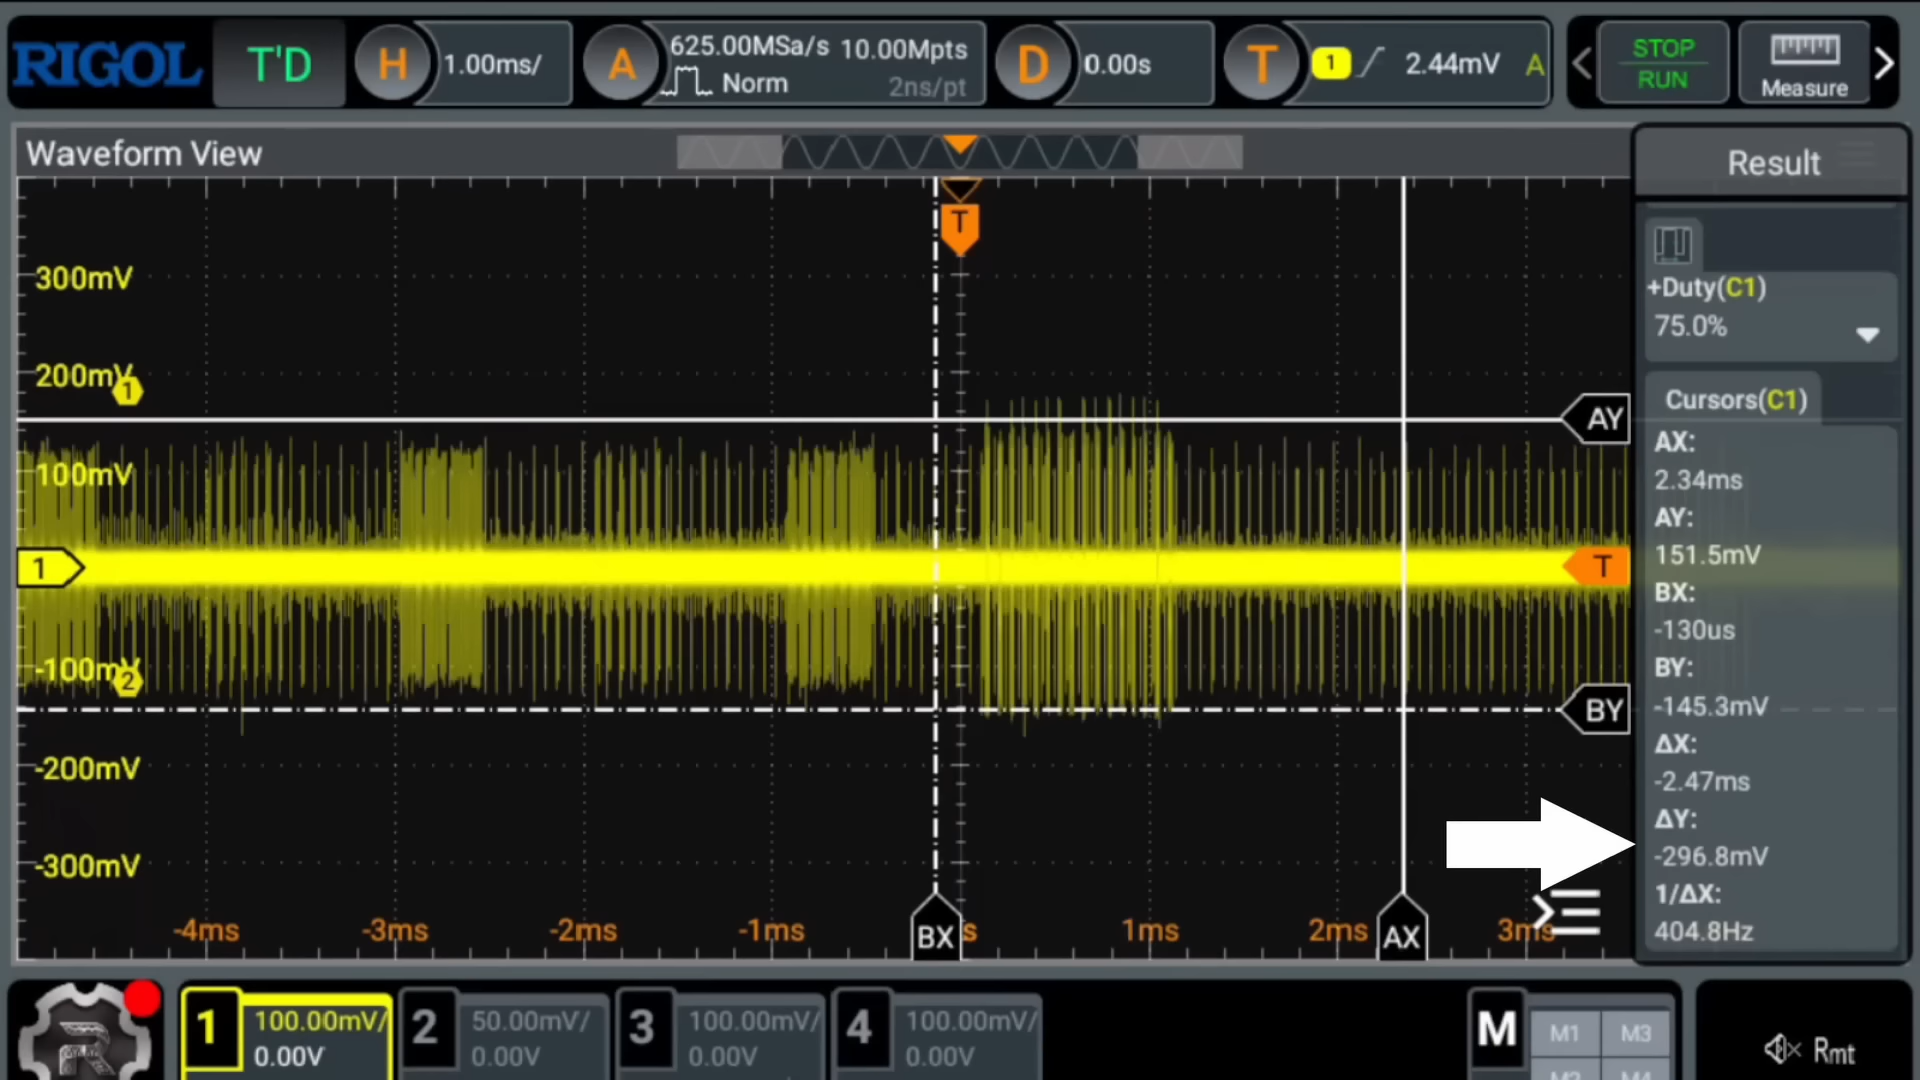 RIGOL
T'D
H
1.00ms/
A
625.00MSa/s 10.00Mpts
Norm
2ns/pt
D
0.00s
T
1
2.44mV
A
STOP
RUN
Measure
Waveform View
Result
T
300mV
200mV
1
100mV
1
-100mV
2
-200mV
-300mV
AY
T
BY
-4ms
-3ms
-2ms
-1ms
BX
s
1ms
2ms
AX
3ms
+Duty(C1)
75.0%
Cursors(C1)
AX:
2.34ms
AY:
151.5mV
BX:
-130us
BY:
-145.3mV
ΔX:
-2.47ms
ΔY:
-296.8mV
1/ΔX:
404.8Hz
R
1
100.00mV/
0.00V
2
50.00mV/
0.00V
3
100.00mV/
0.00V
4
100.00mV/
0.00V
M
M1
M3
Rmt